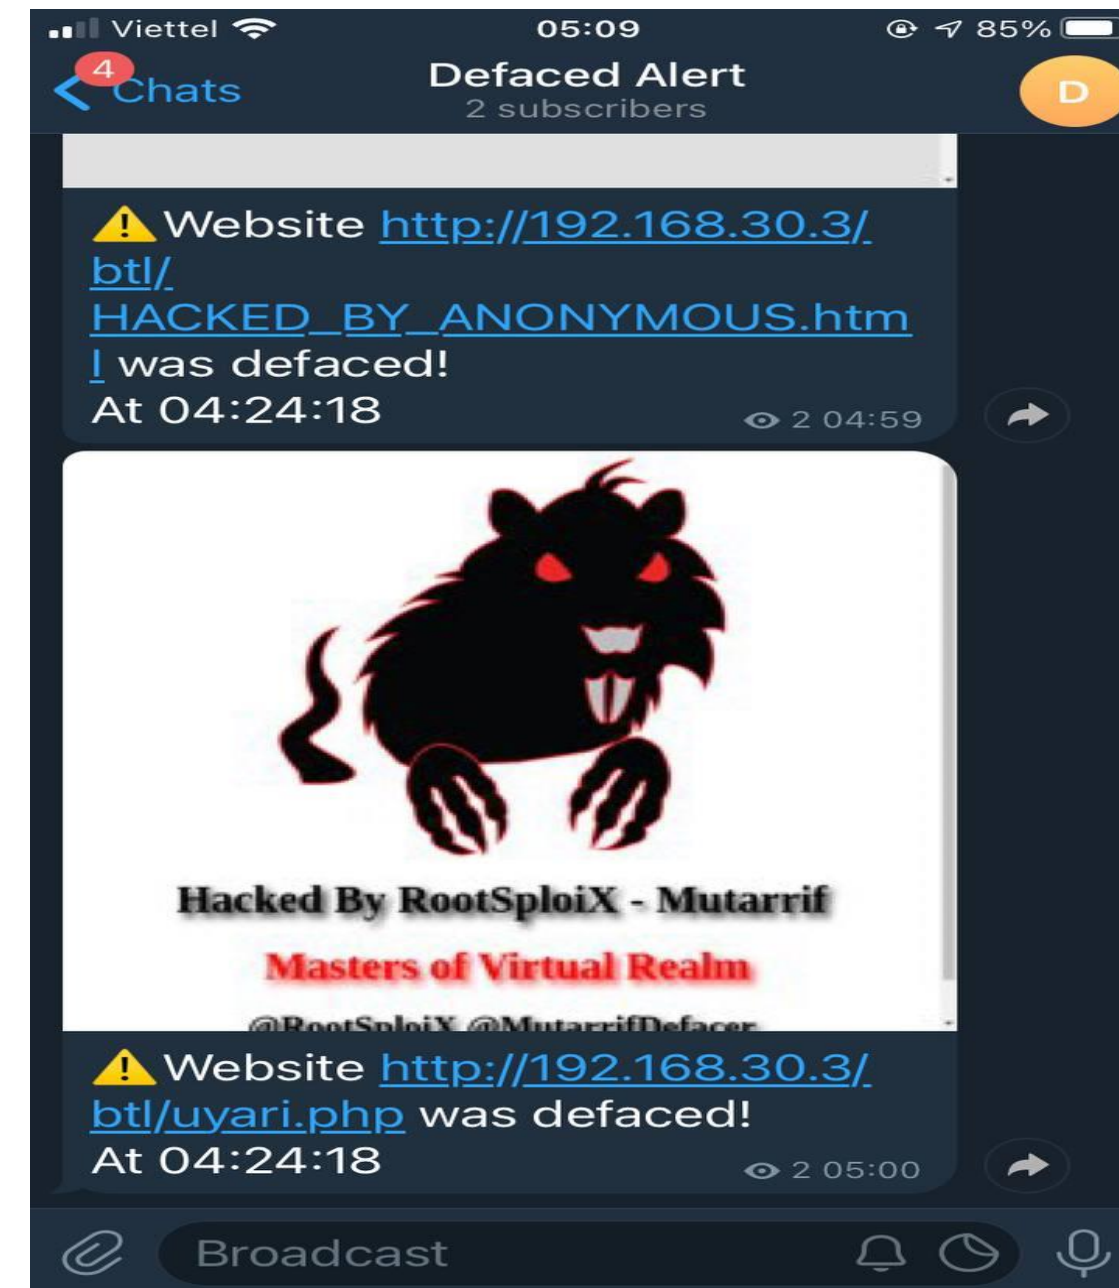 Viettel 05:09 85%
4
Chats Defaced Alert D
2 subscribers
⚠️Website http://192.168.30.3/
btl/
HACKED_BY_ANONYMOUS.htm
l was defaced!
At 04:24:18 2 04:59
Hacked By RootSploiX - Mutarrif
Masters of Virtual Realm
@RootSploiX @MutarrifDefacer
⚠️Website http://192.168.30.3/
btl/uyari.php was defaced!
At 04:24:18 2 05:00
Broadcast